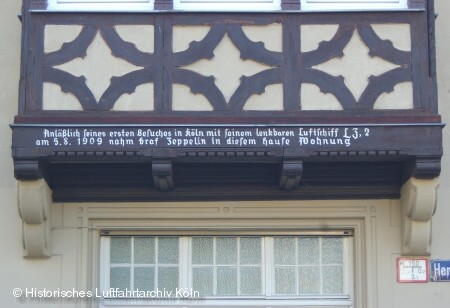 Anläßlich seines ersten Besuches in Köln mit seinem lenkbaren Luftschiff L.Z. 2
am 5.8. 1909 nahm Graf Zeppelin in diesem Hause Wohnung
Her
© Historisches Luftfahrtarchiv Köln